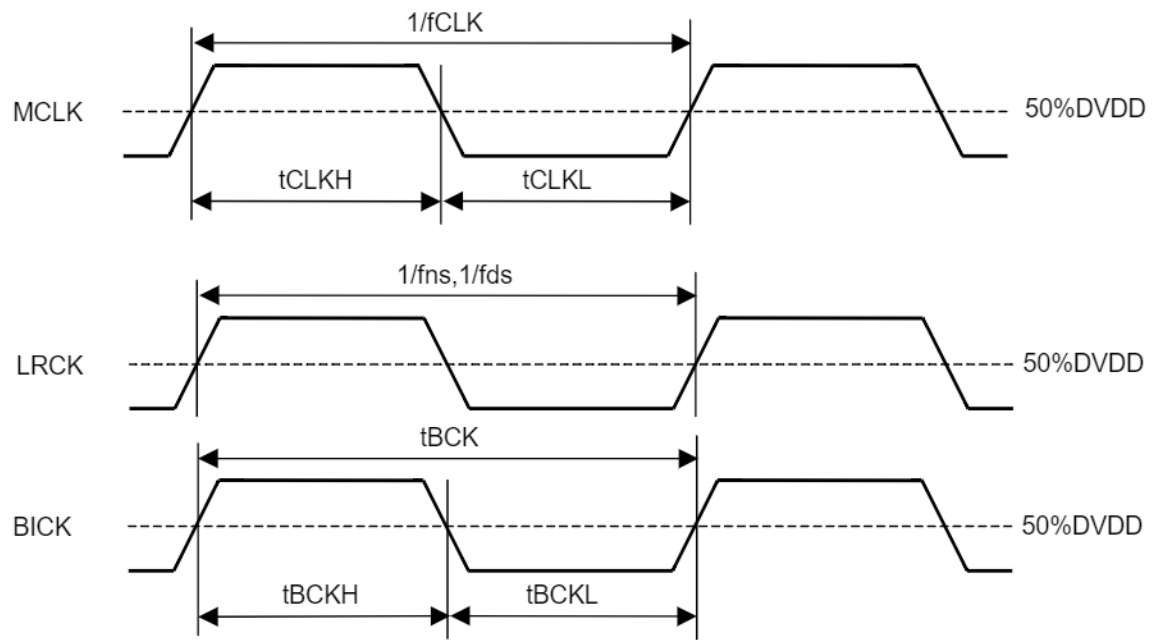 1/fCLK
MCLK
50%DVDD
tCLKH
tCLKL
1/fns,1/fds
LRCK
50%DVDD
tBCK
BICK
50%DVDD
tBCKH
tBCKL